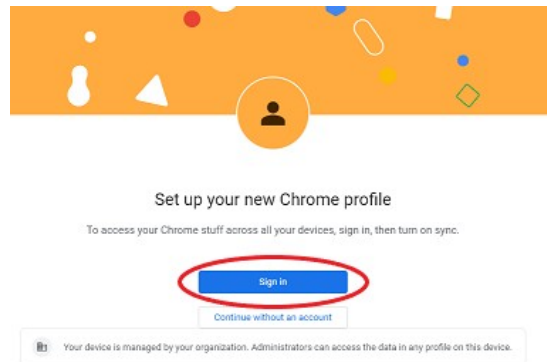 Set up your new Chrome profile
To access your Chrome stuff across all your devices, sign in, then turn on sync.
Sign in
Continue without an account
Your device is managed by your organization. Administrators can access the data in any profile on this device.